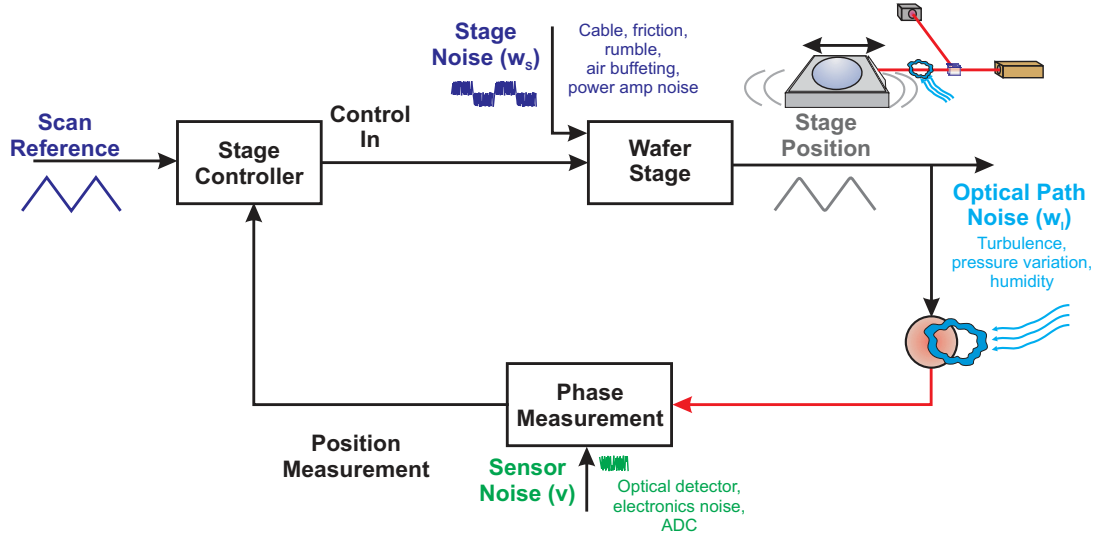 Stage
Noise (wₛ)
Cable, friction,
rumble,
air buffeting,
power amp noise
Scan
Reference
Stage
Controller
Control
In
Wafer
Stage
Stage
Position
Optical Path
Noise (wᵢ)
Turbulence,
pressure variation,
humidity
Phase
Measurement
Position
Measurement
Sensor
Noise (v)
Optical detector,
electronics noise,
ADC